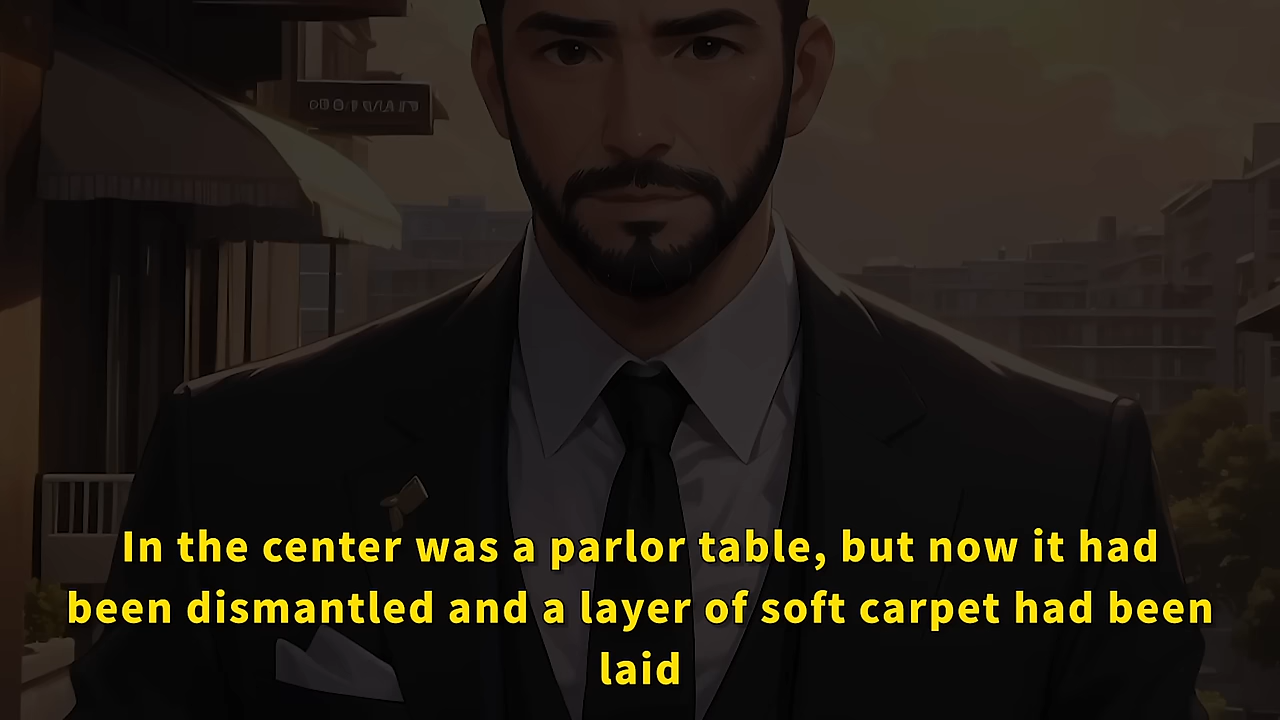 In the center was a parlor table, but now it had
been dismantled and a layer of soft carpet had been
laid